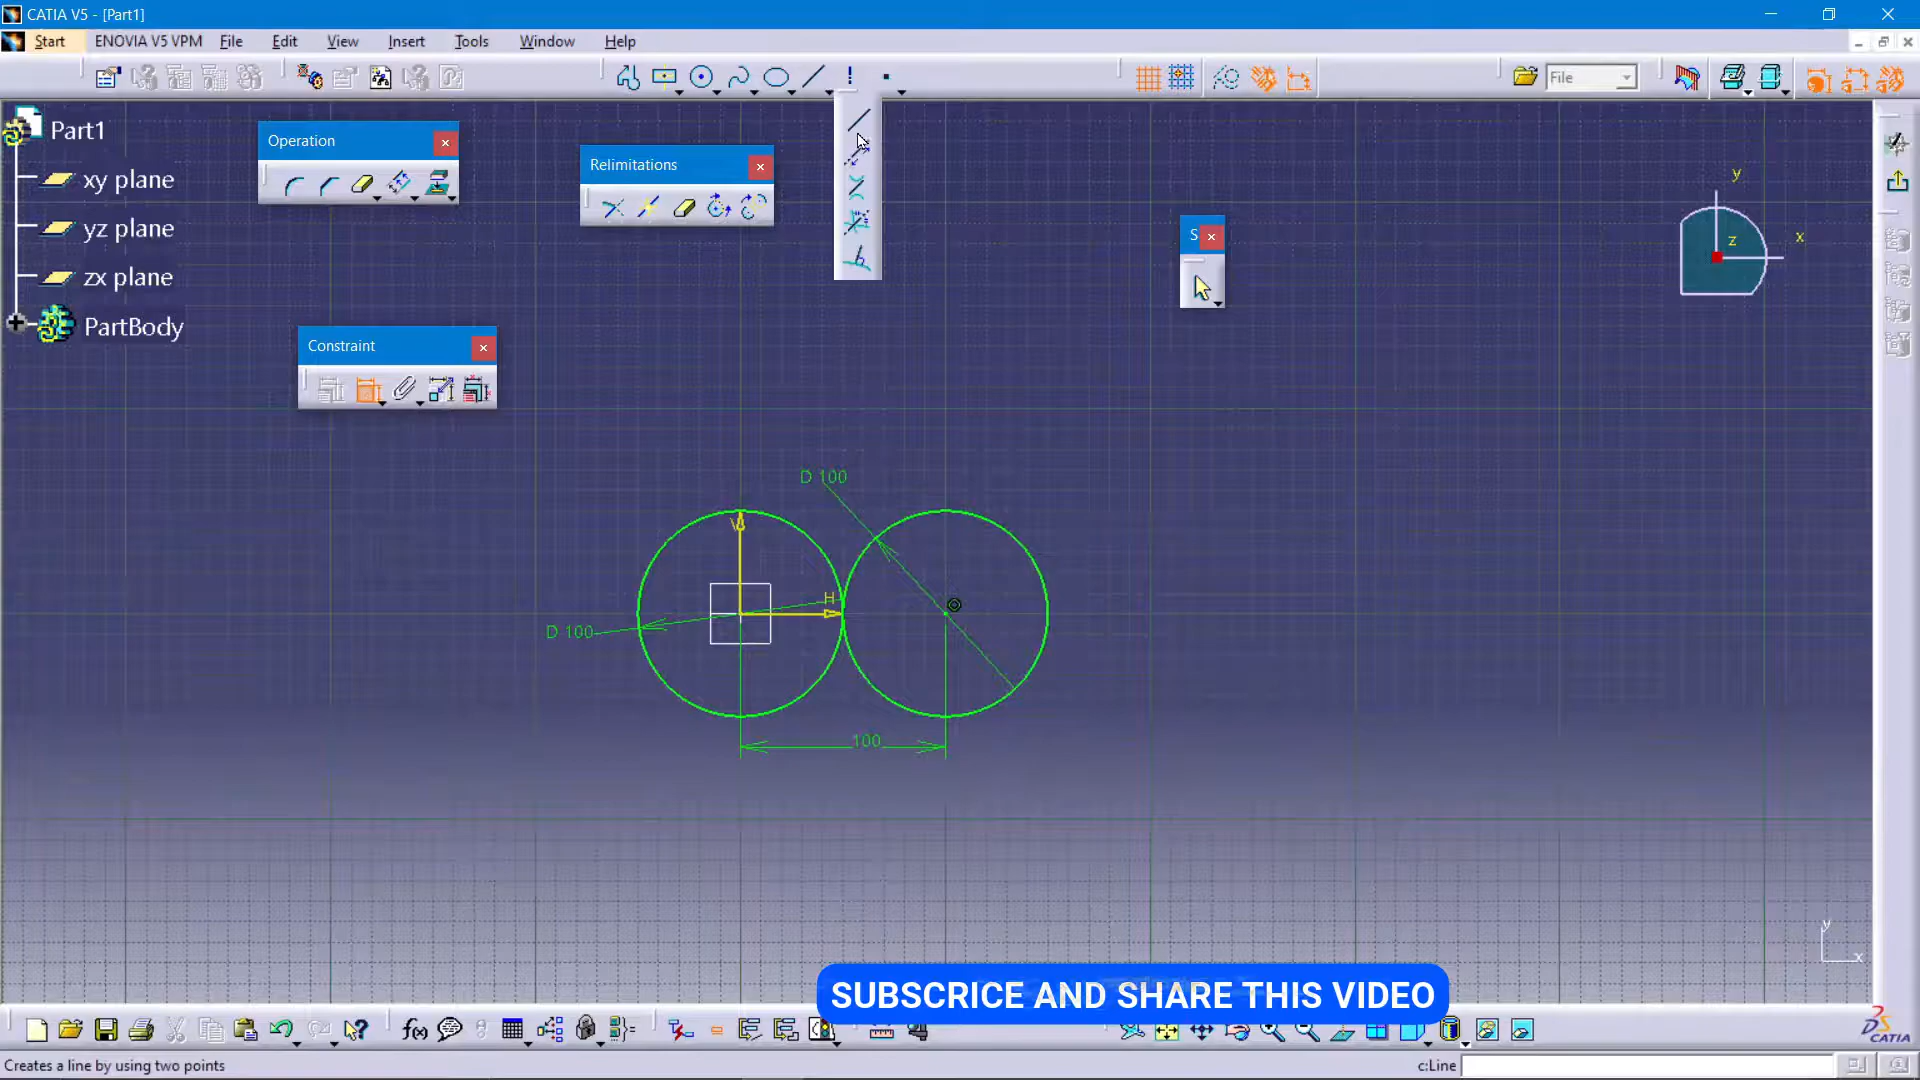 CATIA V5 - [Part1]
Start ENOVIA V5 VPM File Edit View Insert Tools Window Help
File
Part1
xy plane
yz plane
zx plane
PartBody
Operation
Relimitations
S
Constraint
y
x
z
D 100
V
H
D 100
100
y
x
SUBSCRICE AND SHARE THIS VIDEO
f(x)
CATIA
Creates a line by using two points
c:Line